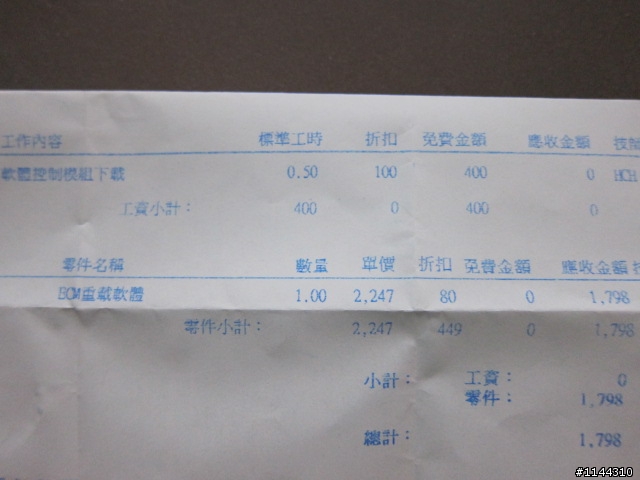 工作內容 標準工時 折扣 免費金額 應收金額
軟體控制模組下載 0.50 100 400 0 HCH
工資小計： 400 0 400 0
零件名稱 數量 單價 折扣 免費金額 應收金額
ECM重載軟體 1.00 2,247 80 0 1,798
零件小計： 2,247 449 0 1,798
小計： 工資： 0
零件： 1,798
總計： 1,798
#1144310